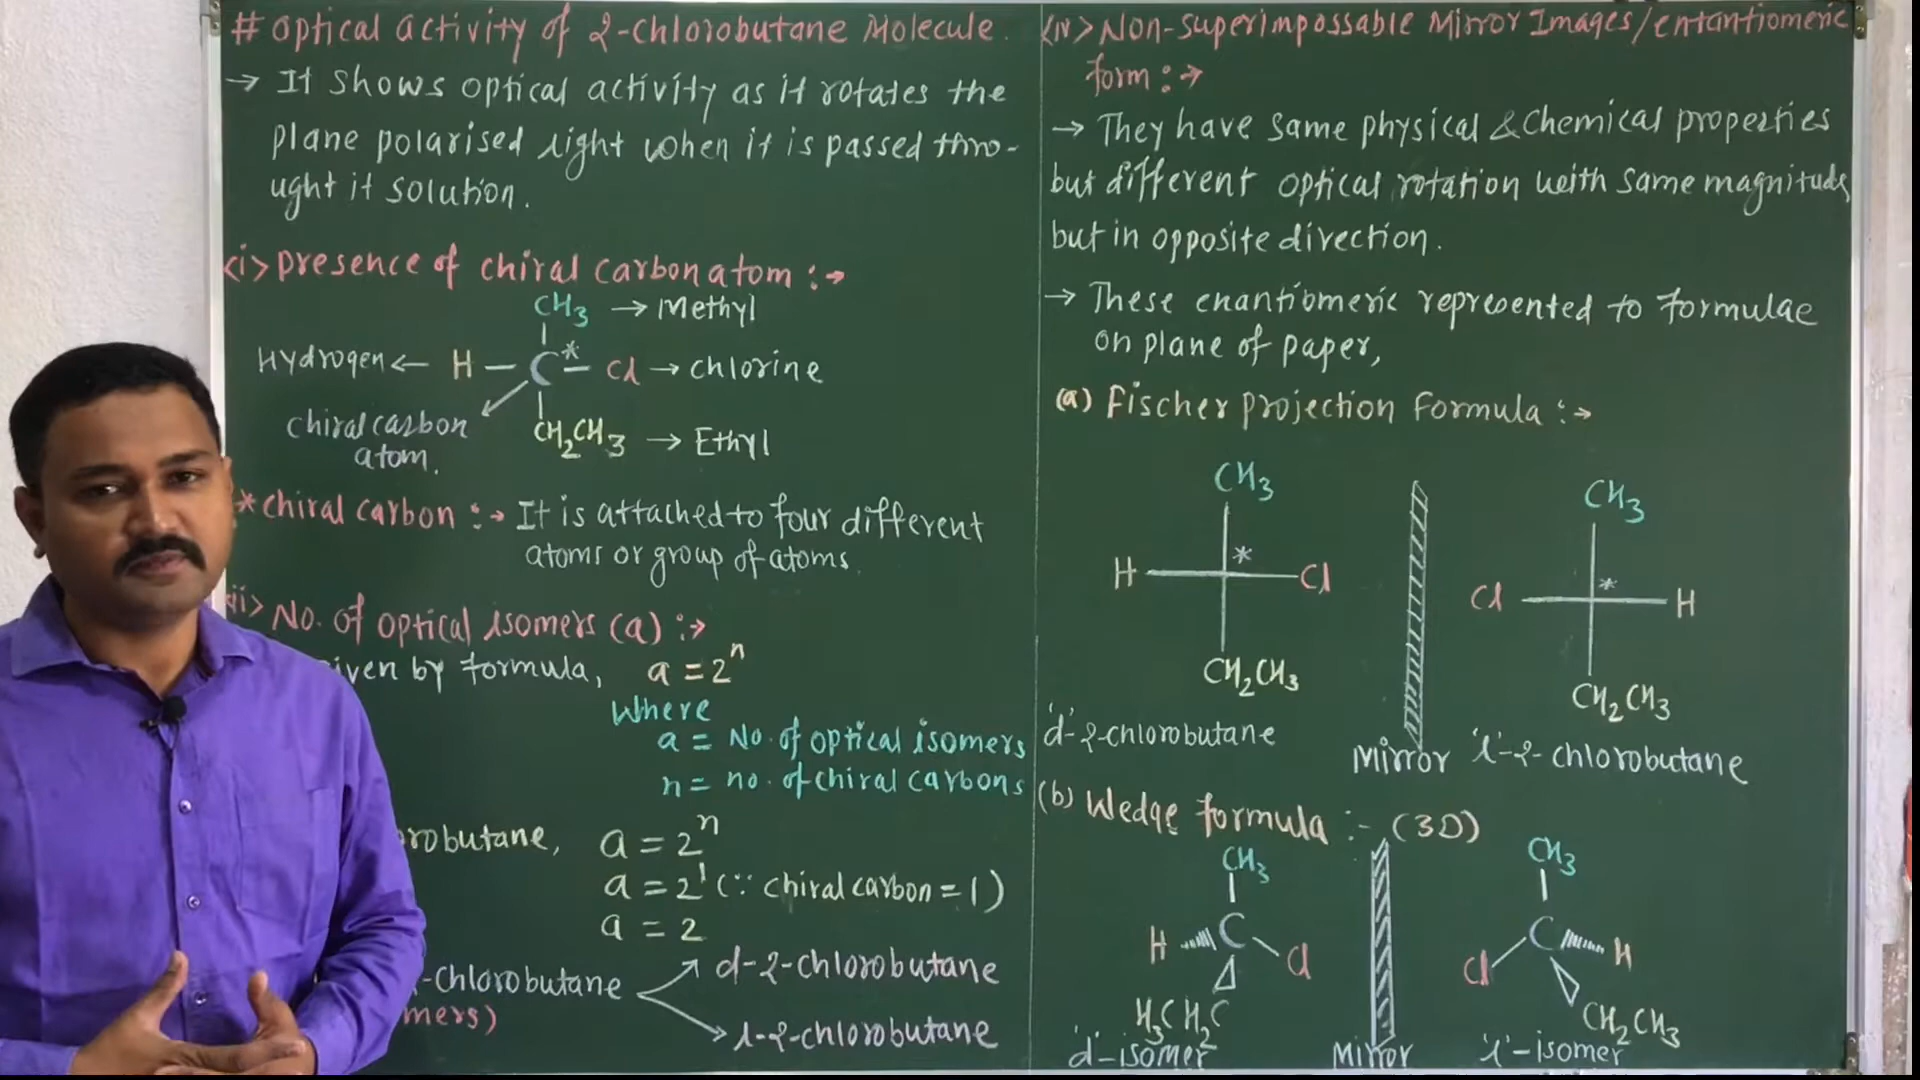 # Optical activity of 2-chlorobutane Molecule.
→ It shows optical activity as it rotates the
plane polarised light when it is passed thro-
ught it solution.
<i> Presence of chiral carbon atom :→
CH3 → Methyl
Hydrogen ← H – C* – Cl → chlorine
chiral carbon
atom.
CH2CH3 → Ethyl
* chiral carbon :→ It is attached to four different
atoms or group of atoms.
ii> No. of optical isomers (a) :→
iven by formula, a = 2^n
Where
a = No. of optical isomers
n = no. of chiral carbons
robutane, a = 2^n
a = 2^1 (∵ chiral carbon = 1)
a = 2
-chlorobutane
mers)
d-2-chlorobutane
l-2-chlorobutane
<iv> Non-superimpossable Mirror Images/entantiomeric
form :→
→ They have same physical & chemical properties
but different optical rotation with same magnitude
but in opposite direction.
→ These enantiomeric represented to formulae
on plane of paper,
(a) Fischer projection formula :→
CH3
H * Cl
CH2CH3
'd'-2-chlorobutane
Mirror
CH3
Cl * H
CH2CH3
'l'-2-chlorobutane
(b) Wedge formula :- (3D)
CH3
H C Cl
H3C H2C
'd'-isomer
Mirror
CH3
Cl C H
CH2CH3
'l'-isomer